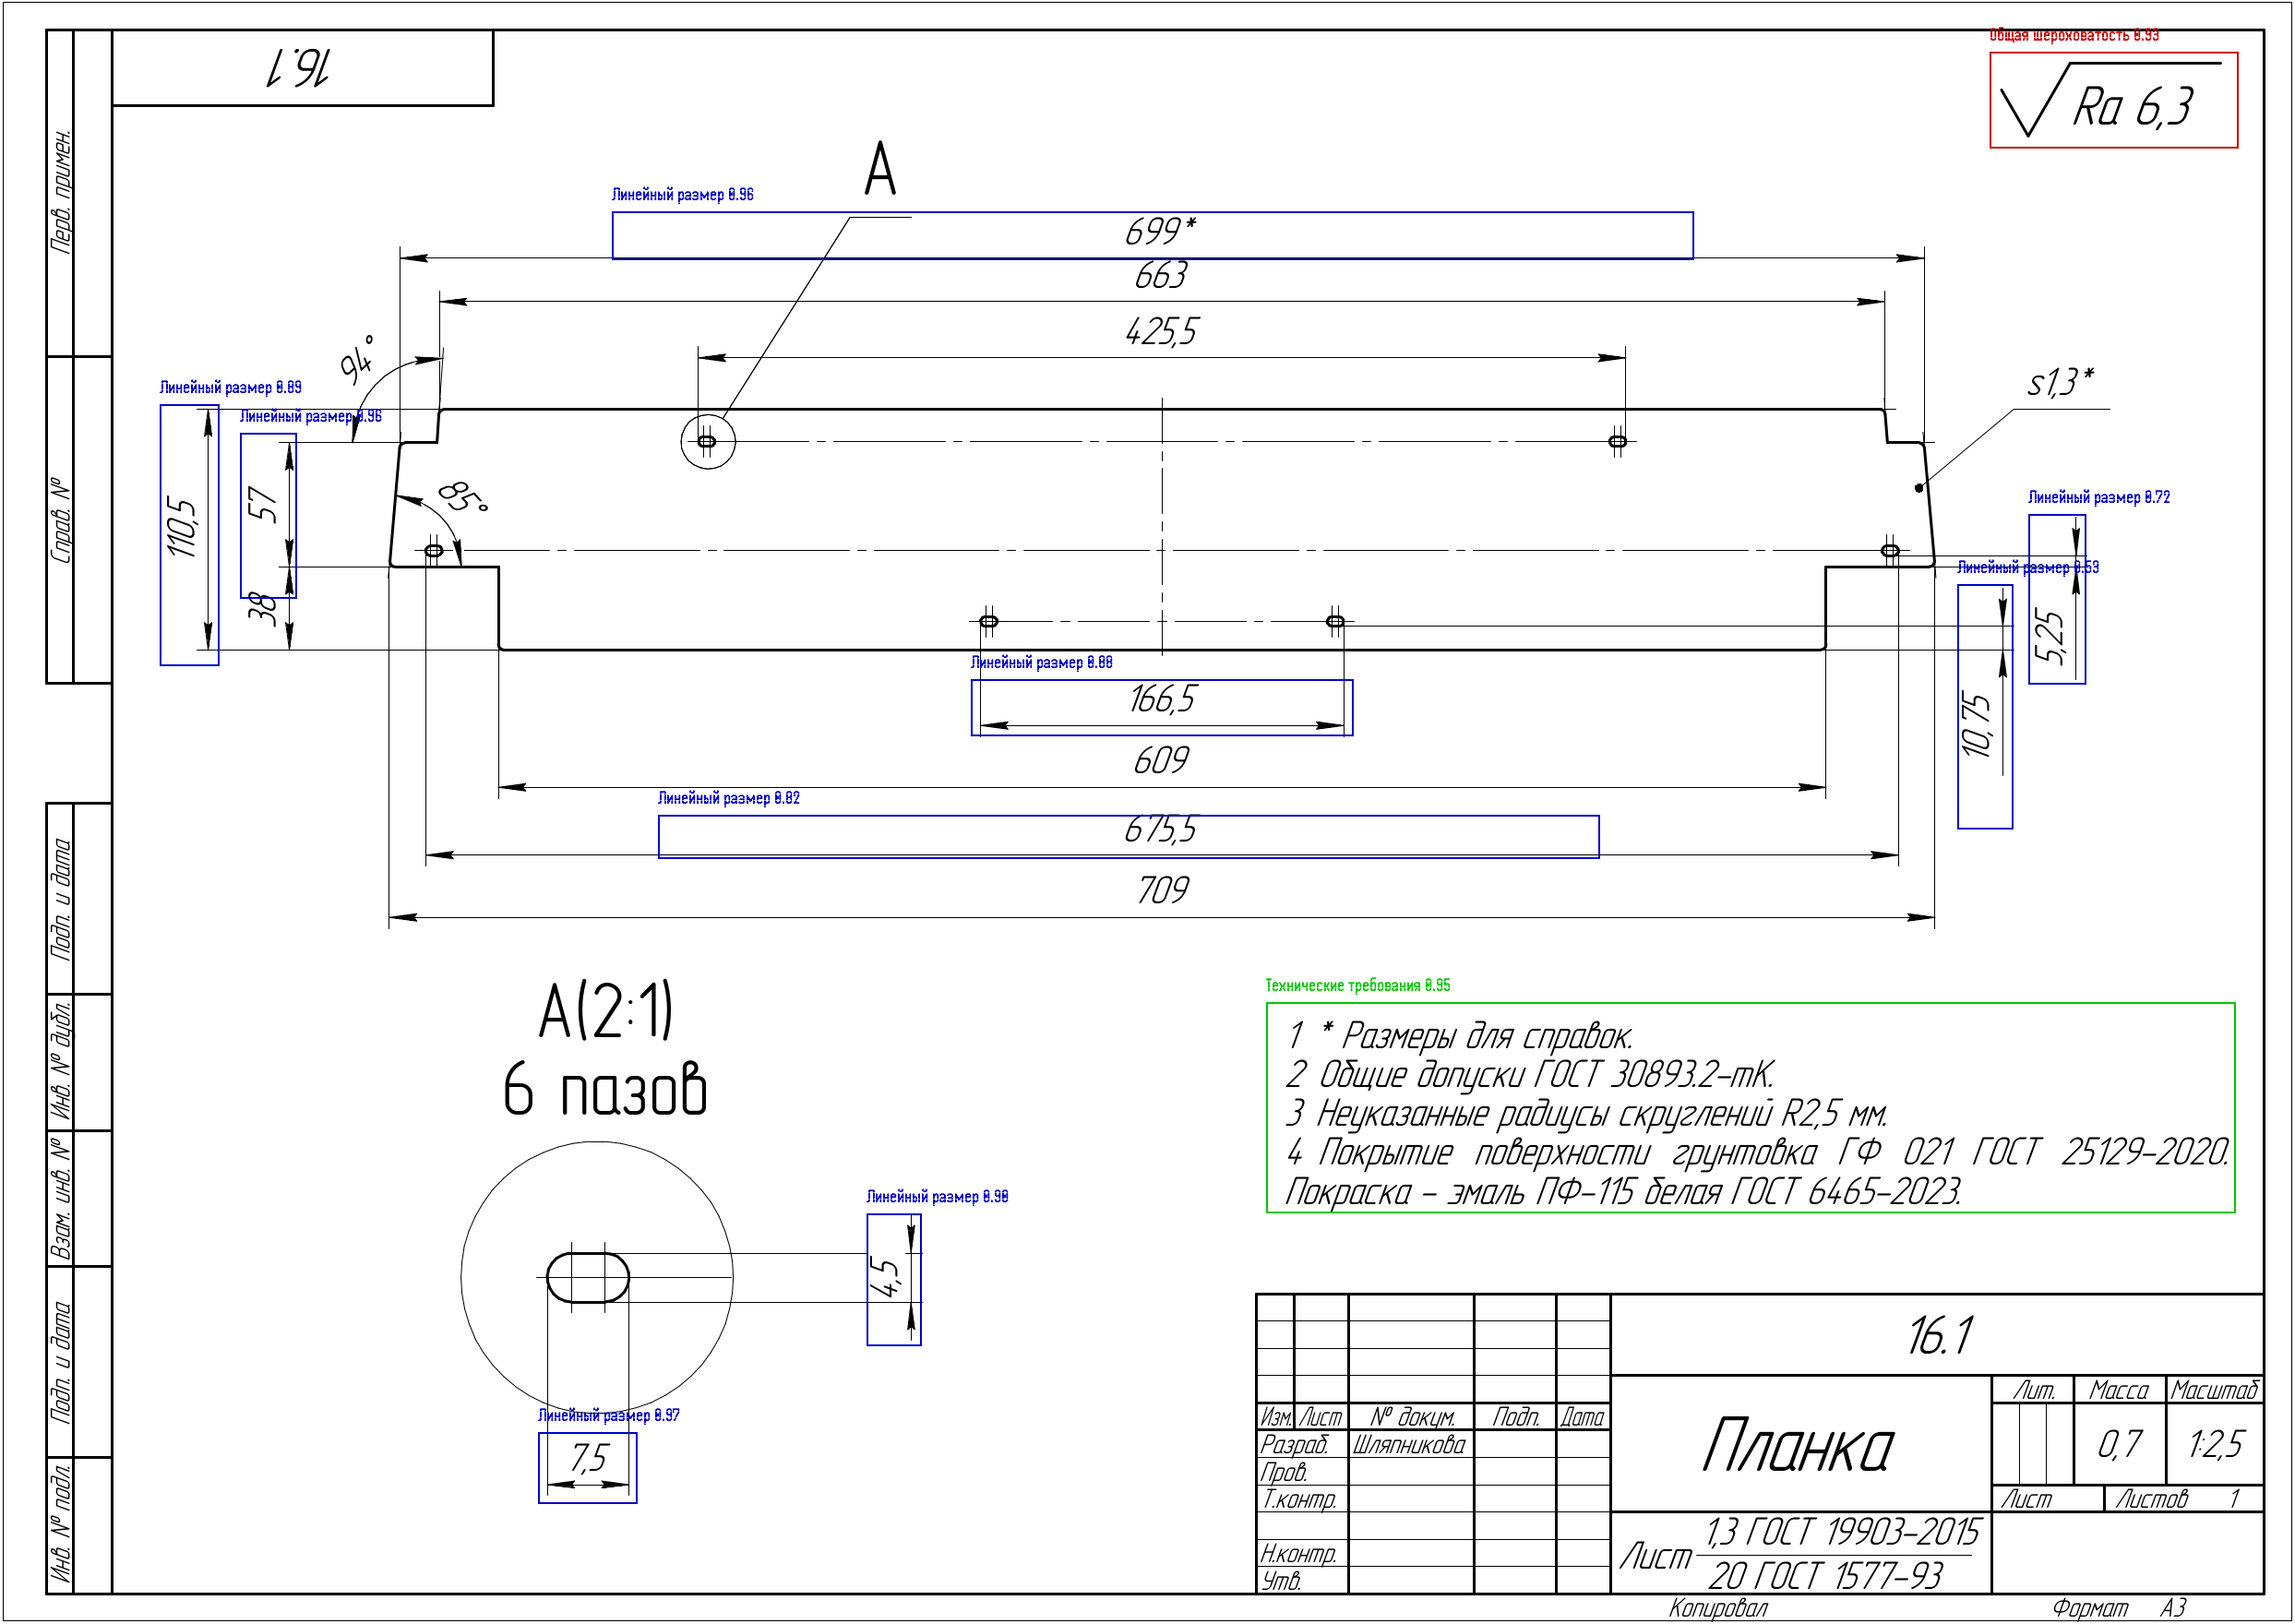 16.1
Общая шероховатость 0.93
Ra 6,3
A
Линейный размер 0.96
699*
663
425,5
94°
s1,3*
Линейный размер 0.89
Линейный размер 0.96
110,5
57
85°
38
Линейный размер 0.72
5,25
Линейный размер 0.53
10,75
Линейный размер 0.88
166,5
609
Линейный размер 0.82
675,5
709
A(2:1)
6 пазов
Линейный размер 0.90
4,5
Линейный размер 0.97
7,5
Технические требования 0.95
1 * Размеры для справок.
2 Общие допуски ГОСТ 30893.2-mK.
3 Неуказанные радиусы скруглений R2,5 мм.
4 Покрытие поверхности грунтовка ГФ 021 ГОСТ 25129-2020.
Покраска - эмаль ПФ-115 белая ГОСТ 6465-2023.
Перв. примен.
Справ. №
Подп. и дата
Инв. № дубл.
Взам. инв. №
Подп. и дата
Инв. № подл.
16.1
Изм. Лист № докум. Подп. Дата
Разраб. Шляпникова
Пров.
Т.контр.
Н.контр.
Утв.
Планка
Лит. Масса Масштаб
0,7 1:2,5
Лист Листов 1
Лист 1,3 ГОСТ 19903-2015
20 ГОСТ 1577-93
Копировал Формат А3